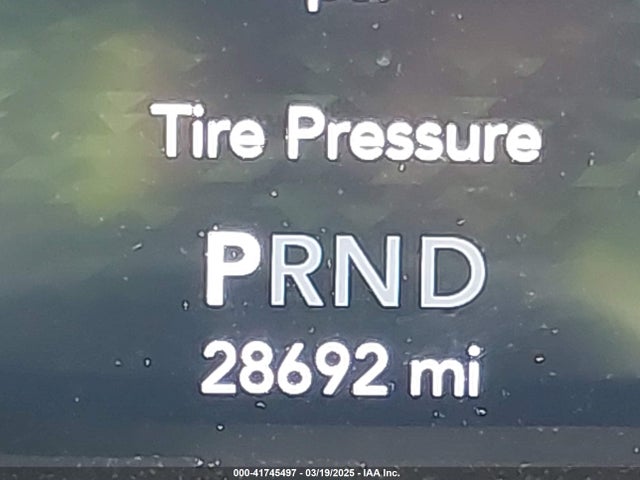 Tire Pressure
PRND
28692 mi
000-41745497 - 03/19/2025 - IAA Inc.